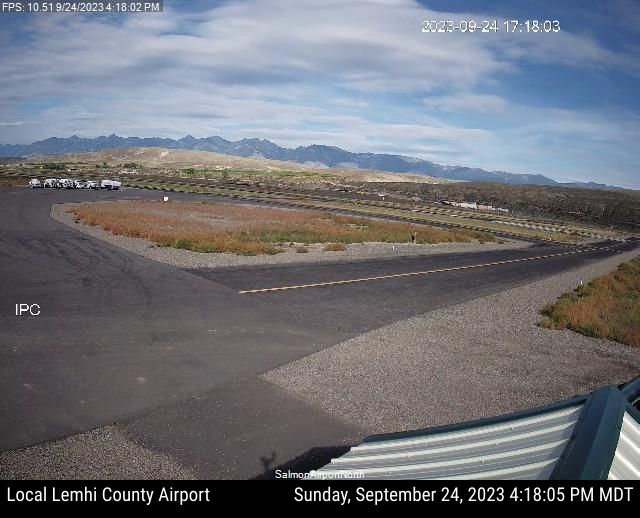 FPS: 10.51 9/24/2023 4:18:02 PM
2023-09-24 17:18:03
IPC
SalmonAirportNorth
Local Lemhi County Airport Sunday, September 24, 2023 4:18:05 PM MDT